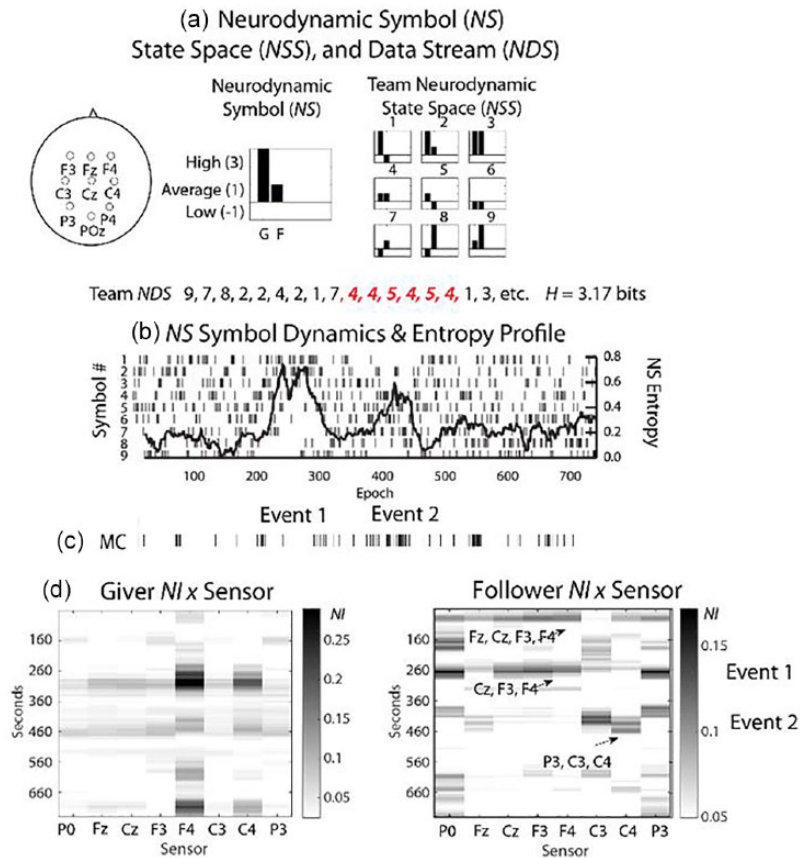 (a) Neurodynamic Symbol (NS)
State Space (NSS), and Data Stream (NDS)
Neurodynamic
Symbol (NS)
Team Neurodynamic
State Space (NSS)
1 2 3
4 5 6
7 8 9
F3 Fz F4
C3 Cz C4
P3 P4
POz
High (3)
Average (1)
Low (-1)
G F
Team NDS 9, 7, 8, 2, 2, 4, 2, 1, 7, 4, 4, 5, 4, 5, 4, 1, 3, etc. H = 3.17 bits
(b) NS Symbol Dynamics & Entropy Profile
Symbol #
1
2
3
4
5
6
7
8
9
0.8
0.6
0.4
0.2
0.0
NS Entropy
100 200 300 400 500 600 700
Epoch
Event 1 Event 2
(c) MC
(d) Giver NI x Sensor
Seconds
160
260
360
460
560
660
P0 Fz Cz F3 F4 C3 C4 P3
Sensor
NI
0.25
0.2
0.15
0.1
0.05
Follower NI x Sensor
Seconds
160
260
360
460
560
660
Fz, Cz, F3, F4
Cz, F3, F4
P3, C3, C4
P0 Fz Cz F3 F4 C3 C4 P3
Sensor
NI
0.15
0.1
0.05
Event 1
Event 2